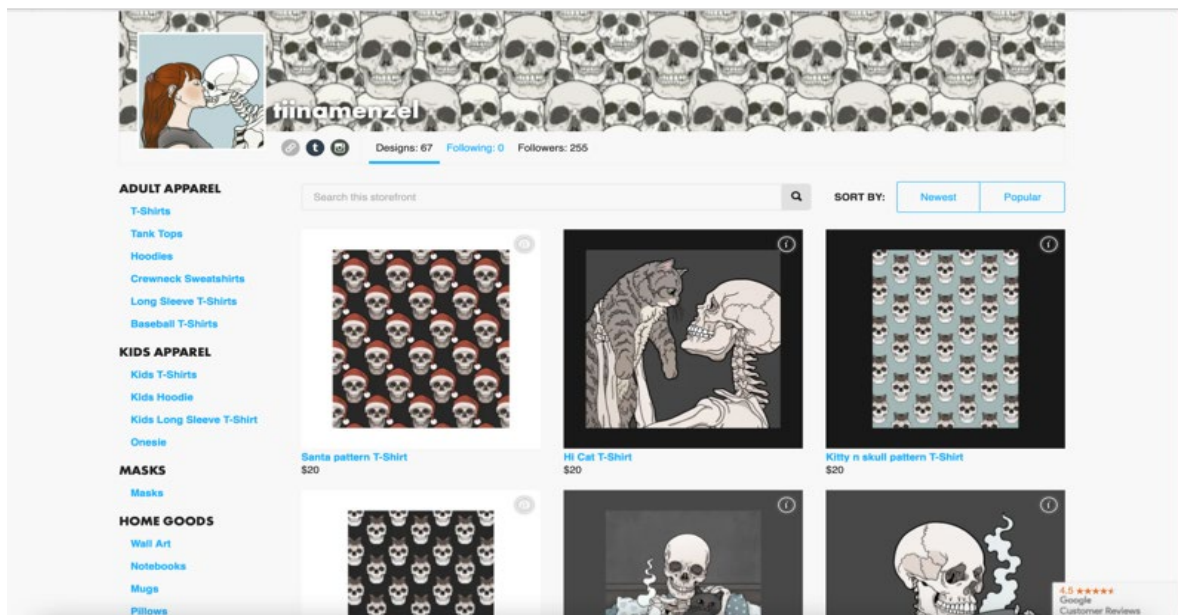 tiinamenzel
Designs: 67 Following: 0 Followers: 255
ADULT APPAREL
T-Shirts
Tank Tops
Hoodies
Crewneck Sweatshirts
Long Sleeve T-Shirts
Baseball T-Shirts
KIDS APPAREL
Kids T-Shirts
Kids Hoodie
Kids Long Sleeve T-Shirt
Onesie
MASKS
Masks
HOME GOODS
Wall Art
Notebooks
Mugs
Pillows
Search this storefront
SORT BY: Newest Popular
Santa pattern T-Shirt
$20
Hi Cat T-Shirt
$20
Kitty n skull pattern T-Shirt
$20
4.5
Google
Customer Reviews